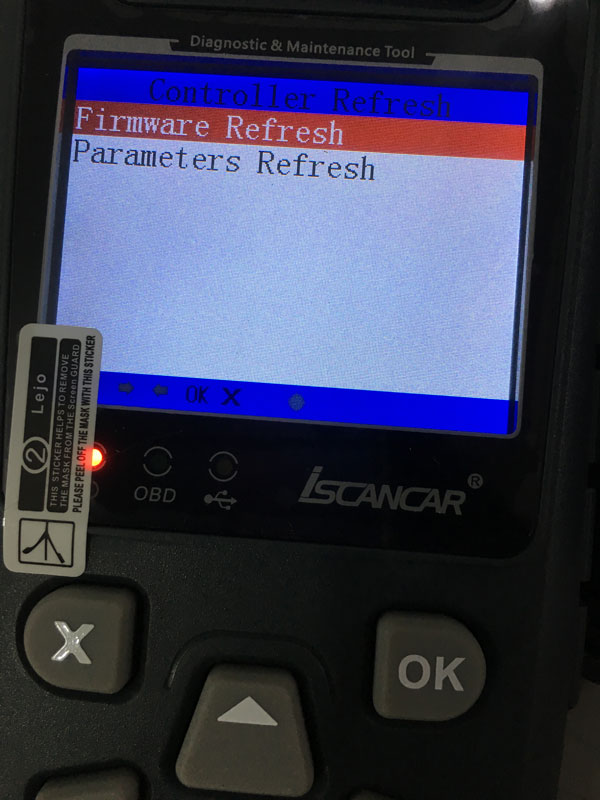 Diagnostic & Maintenance Tool
Controller Refresh
Firmware Refresh
Parameters Refresh
OK X
② Lejo
THIS STICKER HELPS TO REMOVE
THE MASK FROM THE Screen GUARD
PLEASE PEEL OFF THE MASK WITH THIS STICKER
OBD
iSCANCAR®
X
OK